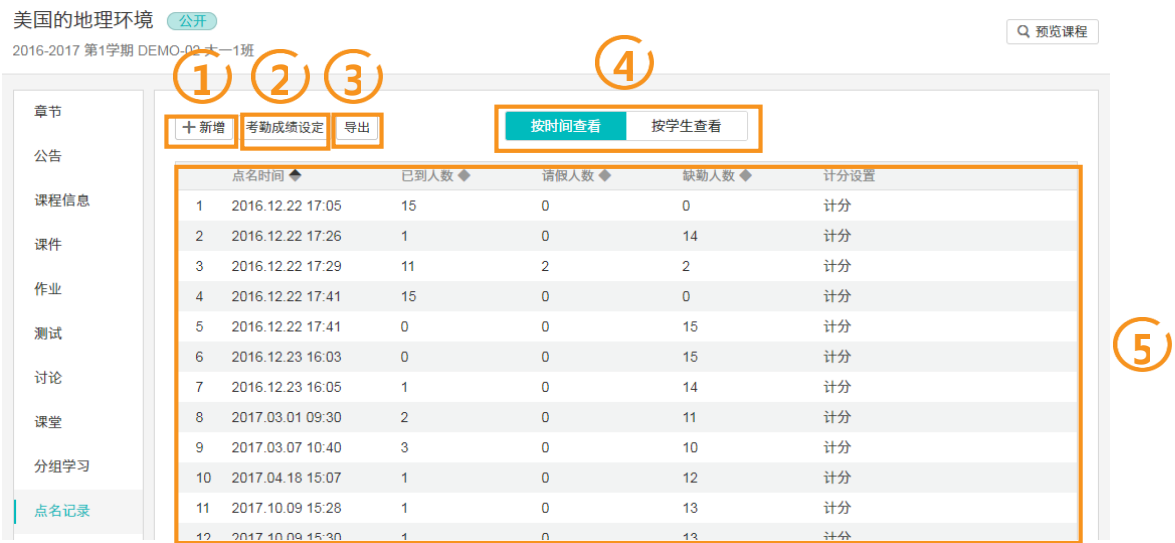 美国的地理环境 公开
2016-2017 第1学期 DEMO-02 大一1班
预览课程
① ② ③ ④
章节
公告
课程信息
课件
作业
测试
讨论
课堂
分组学习
点名记录
新增 考勤成绩设定 导出 按时间查看 按学生查看
点名时间 已到人数 请假人数 缺勤人数 计分设置
1 2016.12.22 17:05 15 0 0 计分
2 2016.12.22 17:26 1 0 14 计分
3 2016.12.22 17:29 11 2 2 计分
4 2016.12.22 17:41 15 0 0 计分
5 2016.12.22 17:41 0 0 15 计分
6 2016.12.23 16:03 0 0 15 计分
7 2016.12.23 16:05 1 0 14 计分
8 2017.03.01 09:30 2 0 11 计分
9 2017.03.07 10:40 3 0 10 计分
10 2017.04.18 15:07 1 0 12 计分
11 2017.10.09 15:28 1 0 13 计分
12 2017.10.09 15:30 1 0 13 计分
⑤